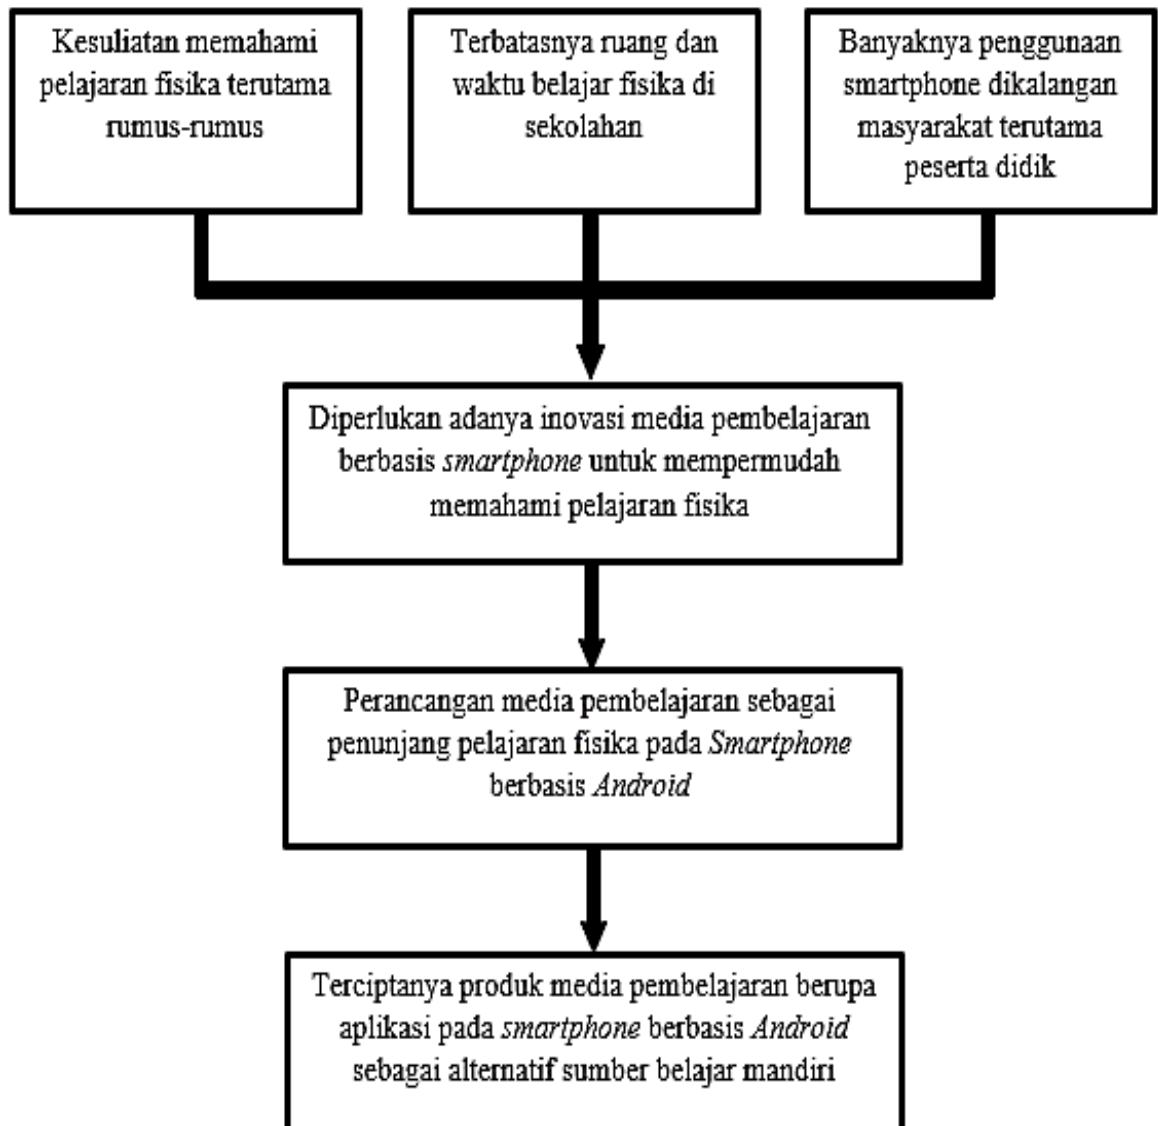 Kesuliatan memahami
pelajaran fisika terutama
rumus-rumus
Terbatasnya ruang dan
waktu belajar fisika di
sekolahan
Banyaknya penggunaan
smartphone dikalangan
masyarakat terutama
peserta didik
Diperlukan adanya inovasi media pembelajaran
berbasis smartphone untuk mempermudah
memahami pelajaran fisika
Perancangan media pembelajaran sebagai
penunjang pelajaran fisika pada Smartphone
berbasis Android
Terciptanya produk media pembelajaran berupa
aplikasi pada smartphone berbasis Android
sebagai alternatif sumber belajar mandiri